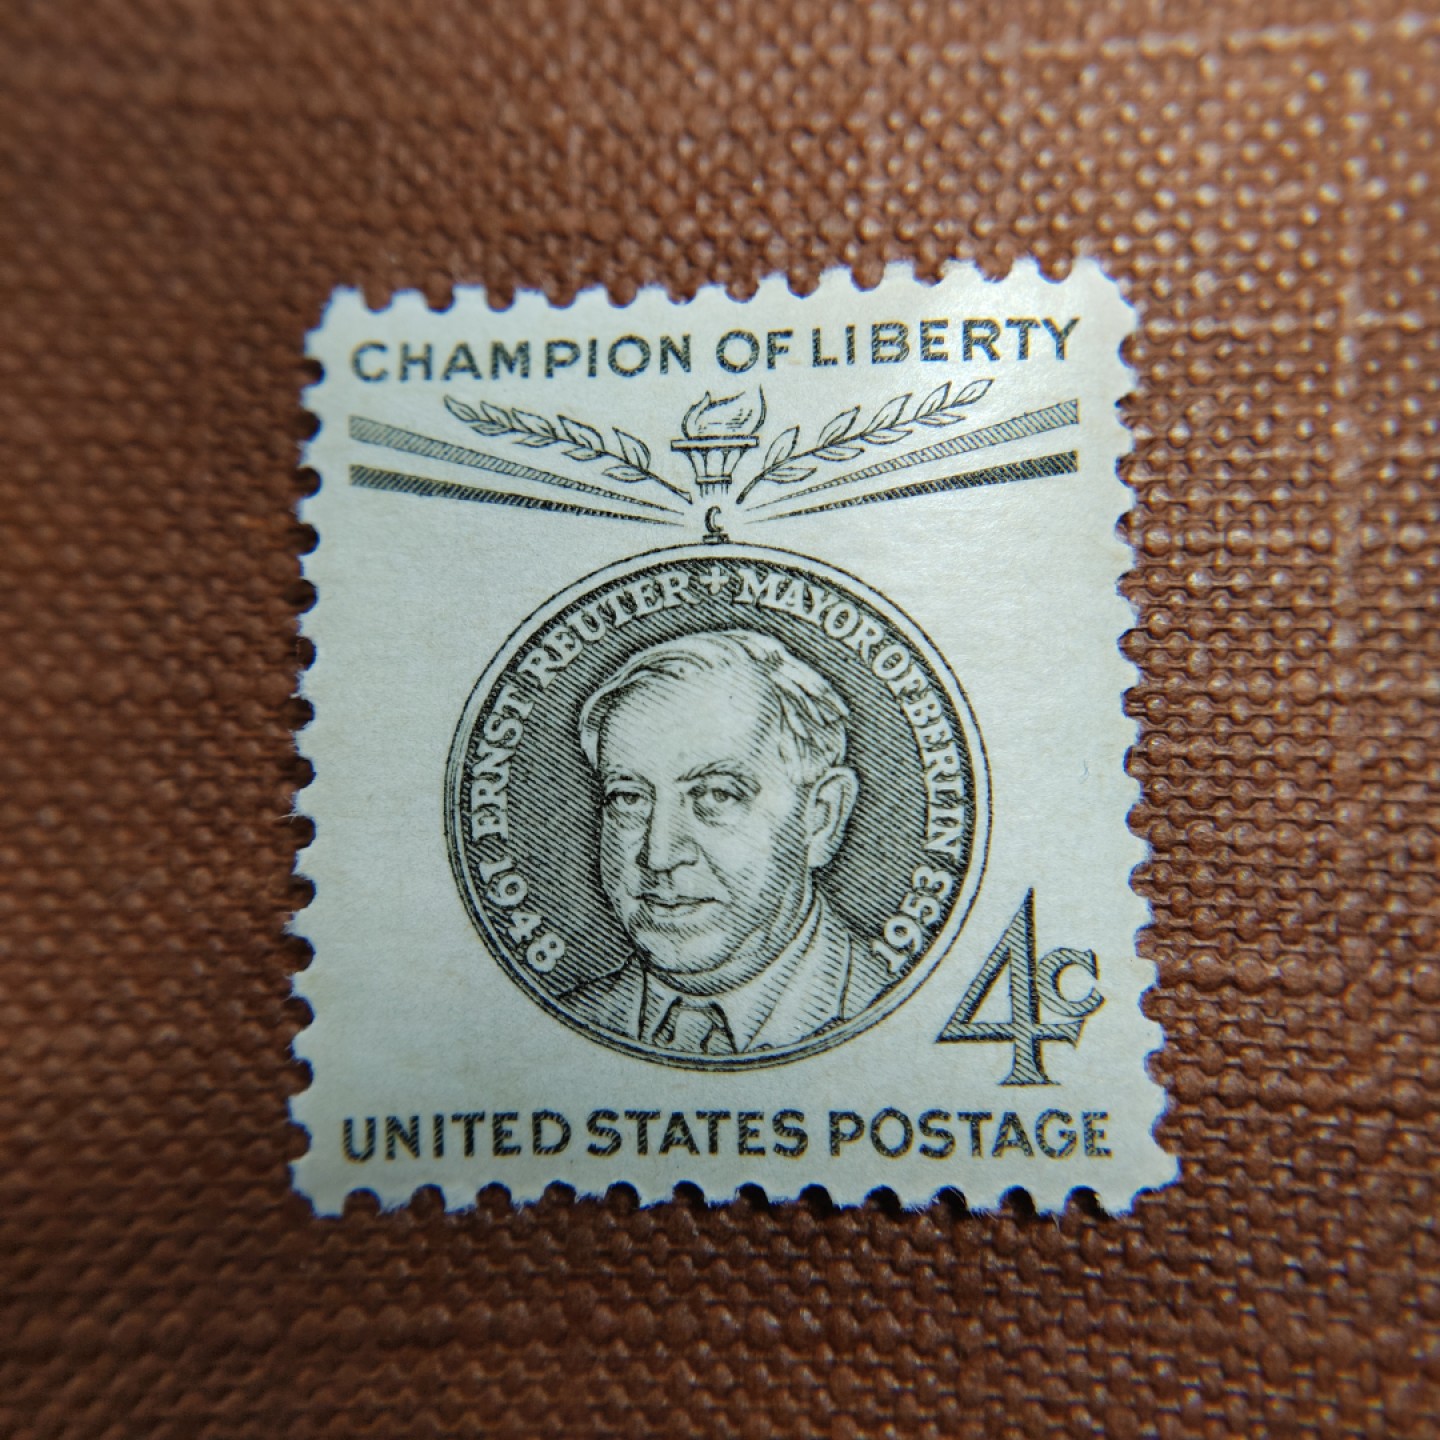 CHAMPION OF LIBERTY
1948 ERNST REUTER + MAYOR OF BERLIN 1953
4c
UNITED STATES POSTAGE